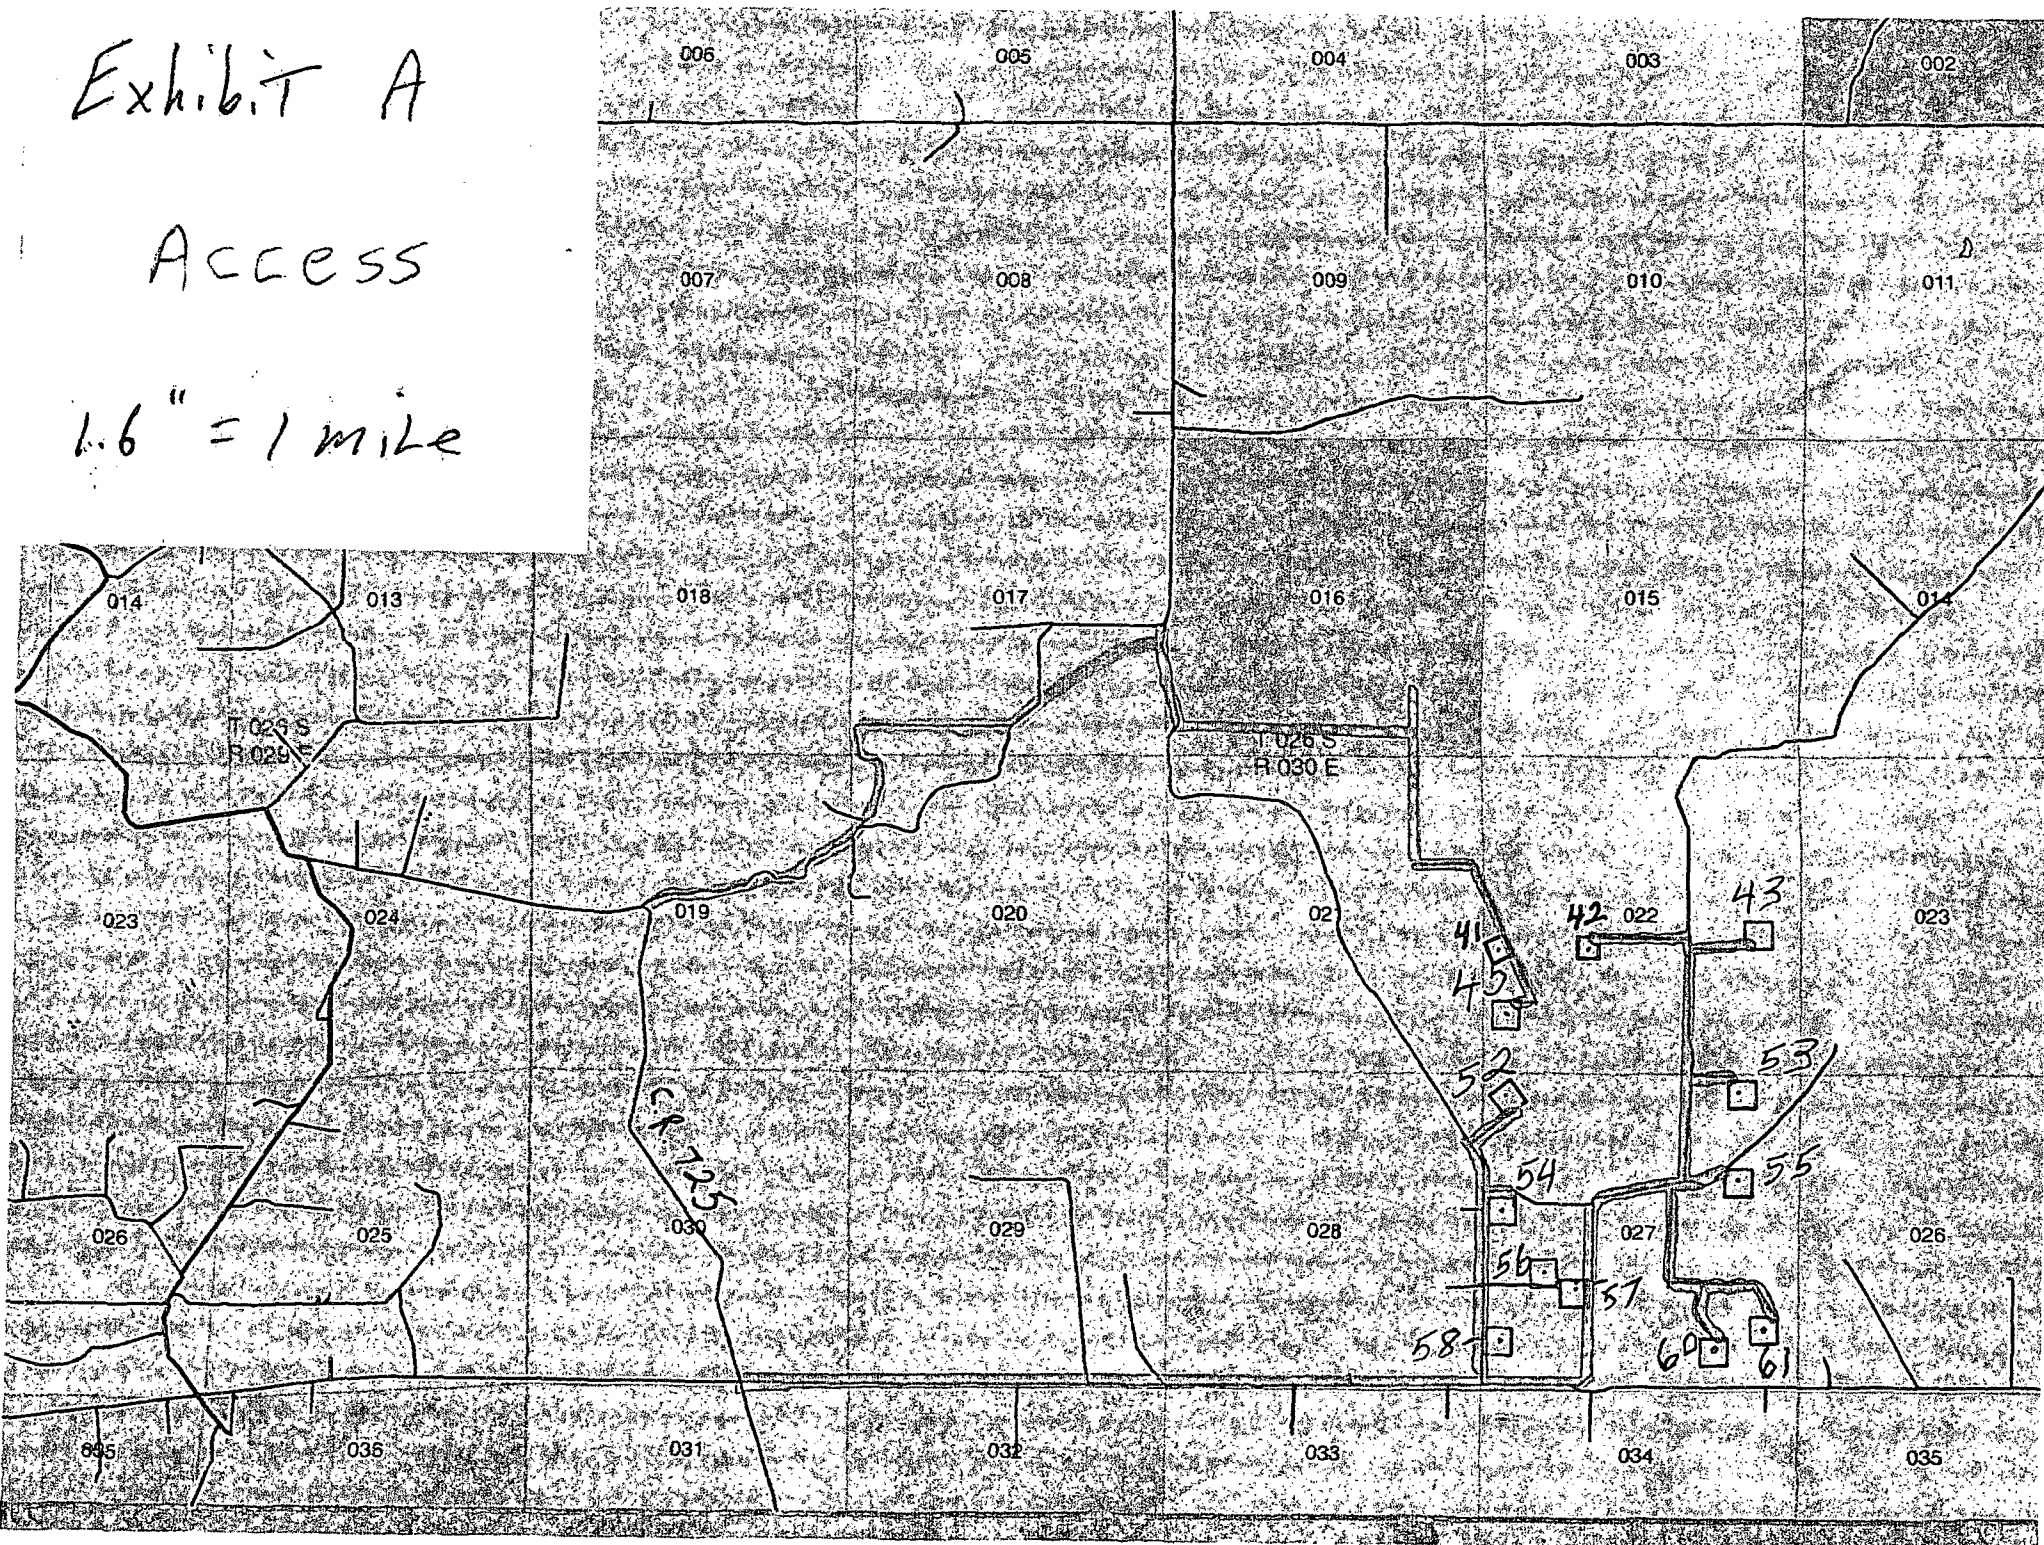 Exhibit A
Access
1.6" = 1 mile
006 005 004 003 002
007 008 009 010 011
014 013 018 017 016 015 014
T 026 S
R 029 E
T 026 S
R 030 E
023 024 019 020 021 022 023
41 42 43
45
52 53
C.R. 725
54 55
026 025 030 029 028 027 026
56 57
58 60 61
035 036 031 032 033 034 035